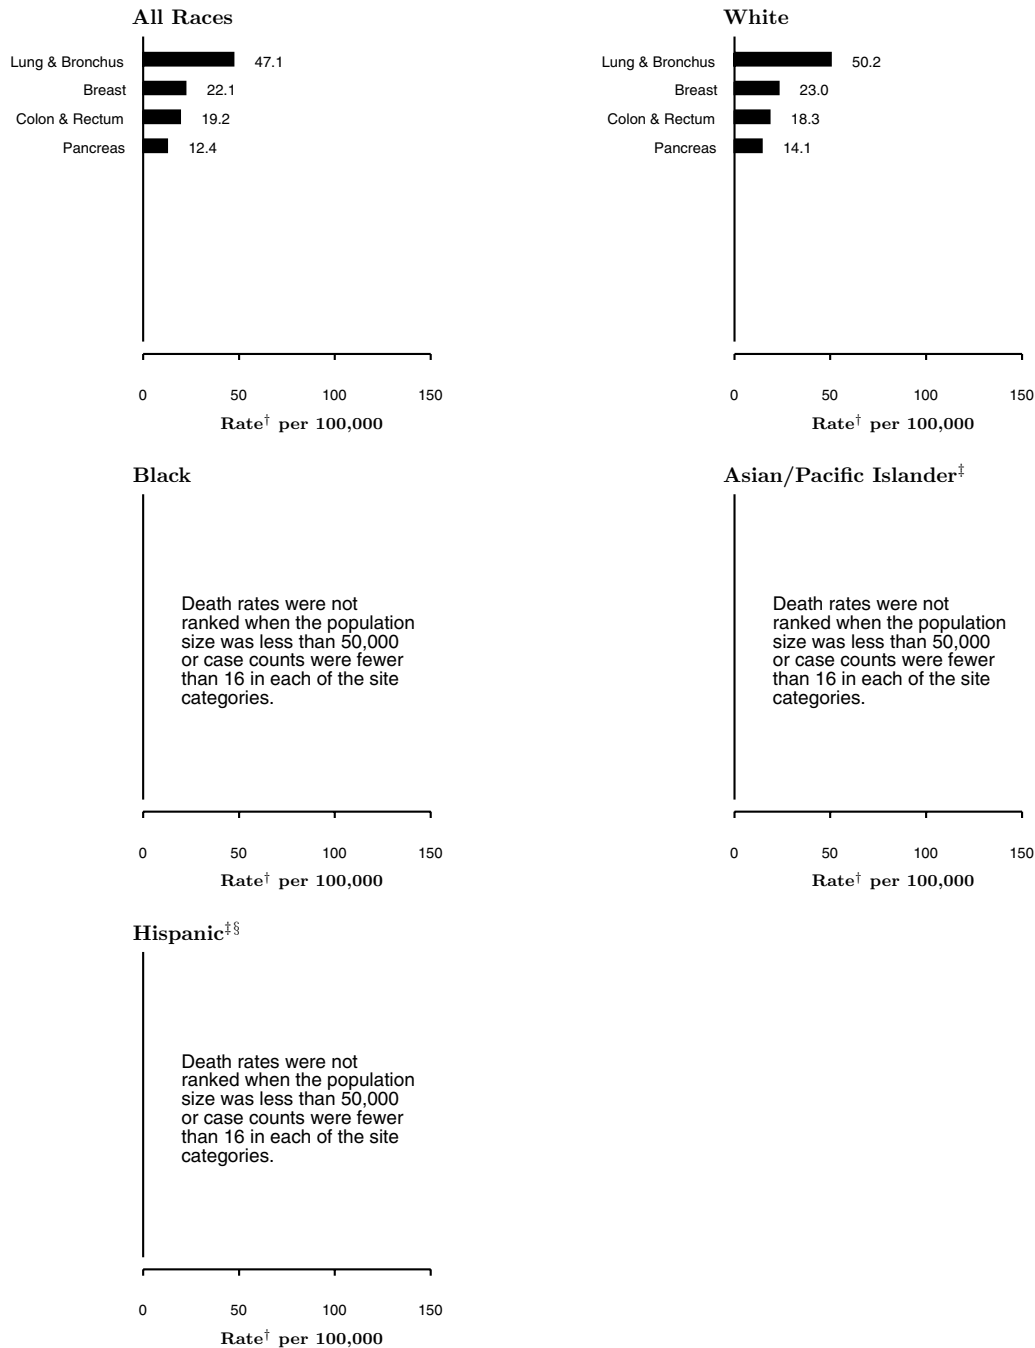 All Races
Lung & Bronchus 47.1
Breast 22.1
Colon & Rectum 19.2
Pancreas 12.4
0 50 100 150
Rate† per 100,000
White
Lung & Bronchus 50.2
Breast 23.0
Colon & Rectum 18.3
Pancreas 14.1
0 50 100 150
Rate† per 100,000
Black
Death rates were not
ranked when the population
size was less than 50,000
or case counts were fewer
than 16 in each of the site
categories.
0 50 100 150
Rate† per 100,000
Asian/Pacific Islander‡
Death rates were not
ranked when the population
size was less than 50,000
or case counts were fewer
than 16 in each of the site
categories.
0 50 100 150
Rate† per 100,000
Hispanic‡§
Death rates were not
ranked when the population
size was less than 50,000
or case counts were fewer
than 16 in each of the site
categories.
0 50 100 150
Rate† per 100,000